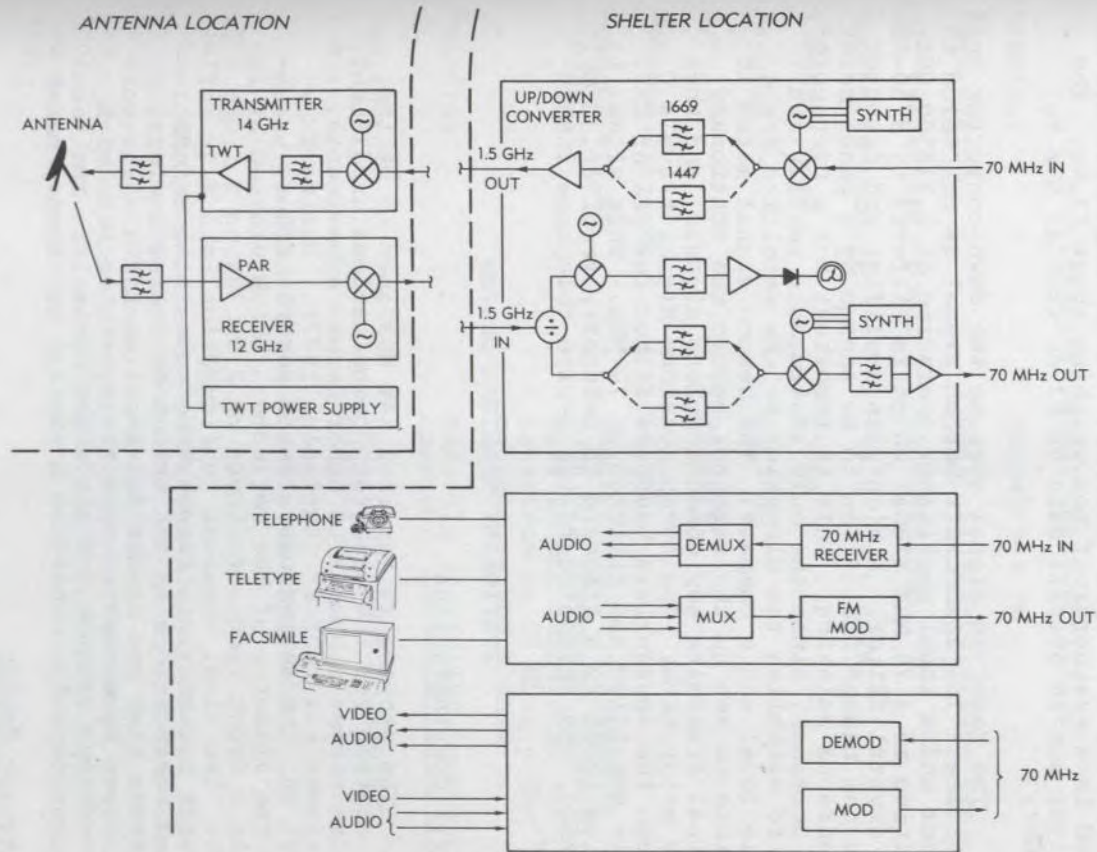 ANTENNA LOCATION
SHELTER LOCATION
ANTENNA
TRANSMITTER
14 GHz
TWT
PAR
RECEIVER
12 GHz
TWT POWER SUPPLY
UP/DOWN
CONVERTER
1.5 GHz
OUT
1669
1447
SYNTH
70 MHz IN
1.5 GHz
IN
÷
SYNTH
70 MHz OUT
TELEPHONE
TELETYPE
FACSIMILE
AUDIO
DEMUX
70 MHz
RECEIVER
70 MHz IN
AUDIO
MUX
FM
MOD
70 MHz OUT
VIDEO
AUDIO
VIDEO
AUDIO
DEMOD
MOD
70 MHz